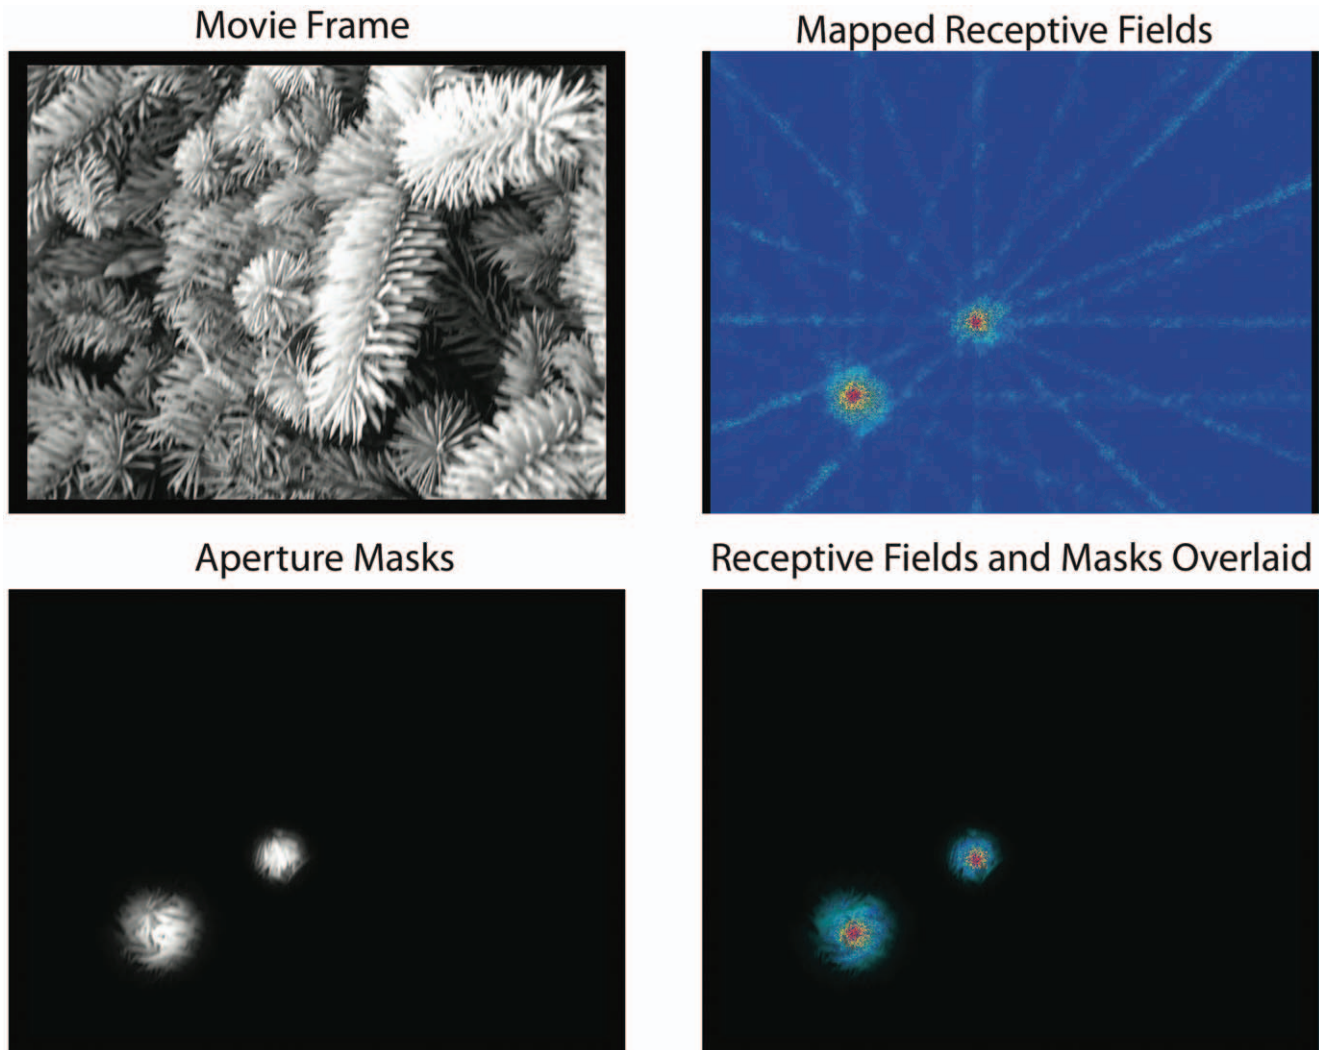 Movie Frame
Mapped Receptive Fields
Aperture Masks
Receptive Fields and Masks Overlaid